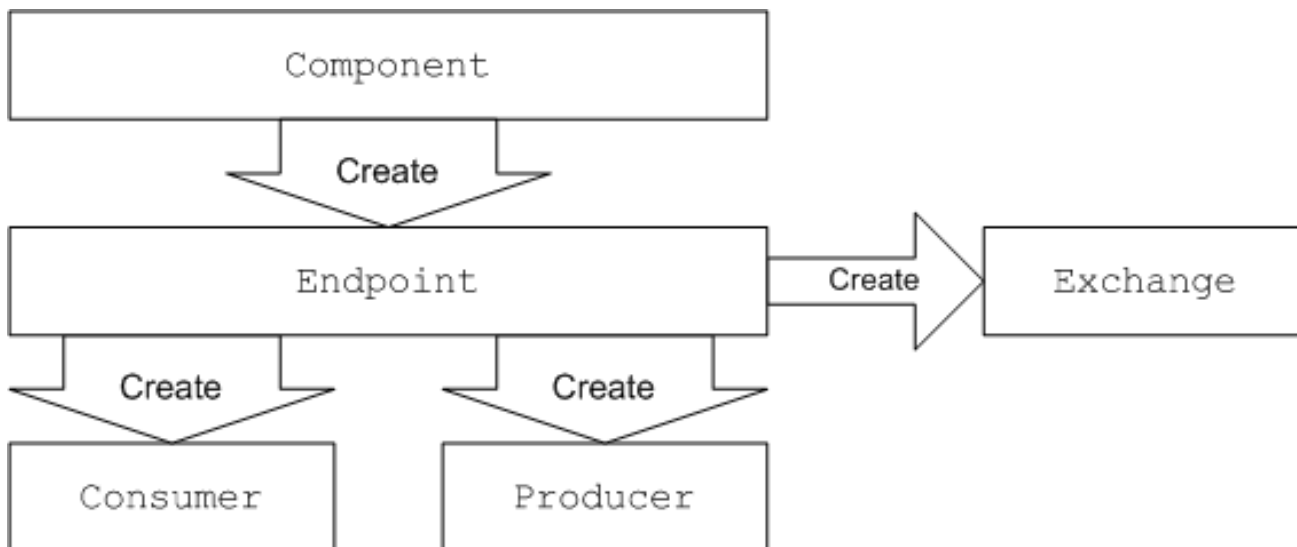 Component
Create
Endpoint
Create
Exchange
Create
Create
Consumer
Producer